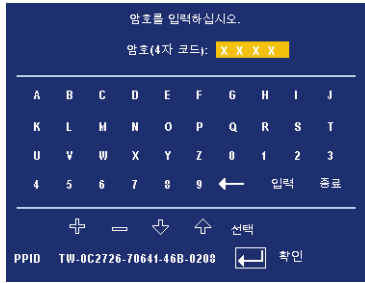 암호를 입력하십시오.
암호(4자 코드): X X X X
A B C D E F G H I J
K L M N O P Q R S T
U V W X Y Z 0 1 2 3
4 5 6 7 8 9 ← 입력 종료
선택
PPID TW-0C2726-70641-46B-0208 확인